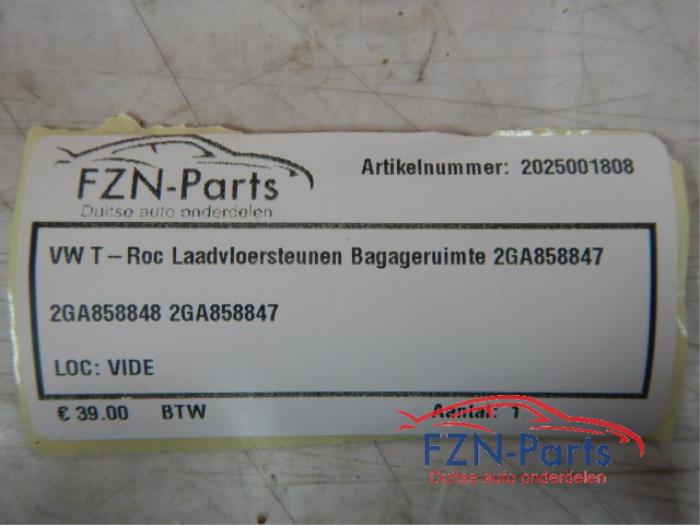 FZN-Parts
Duitse auto onderdelen
Artikelnummer: 2025001808
VW T-Roc Laadvloersteunen Bagageruimte 2GA858847
2GA858848 2GA858847
LOC: VIDE
€ 39.00 BTW Aantal: 1
FZN-Parts
Duitse auto onderdelen